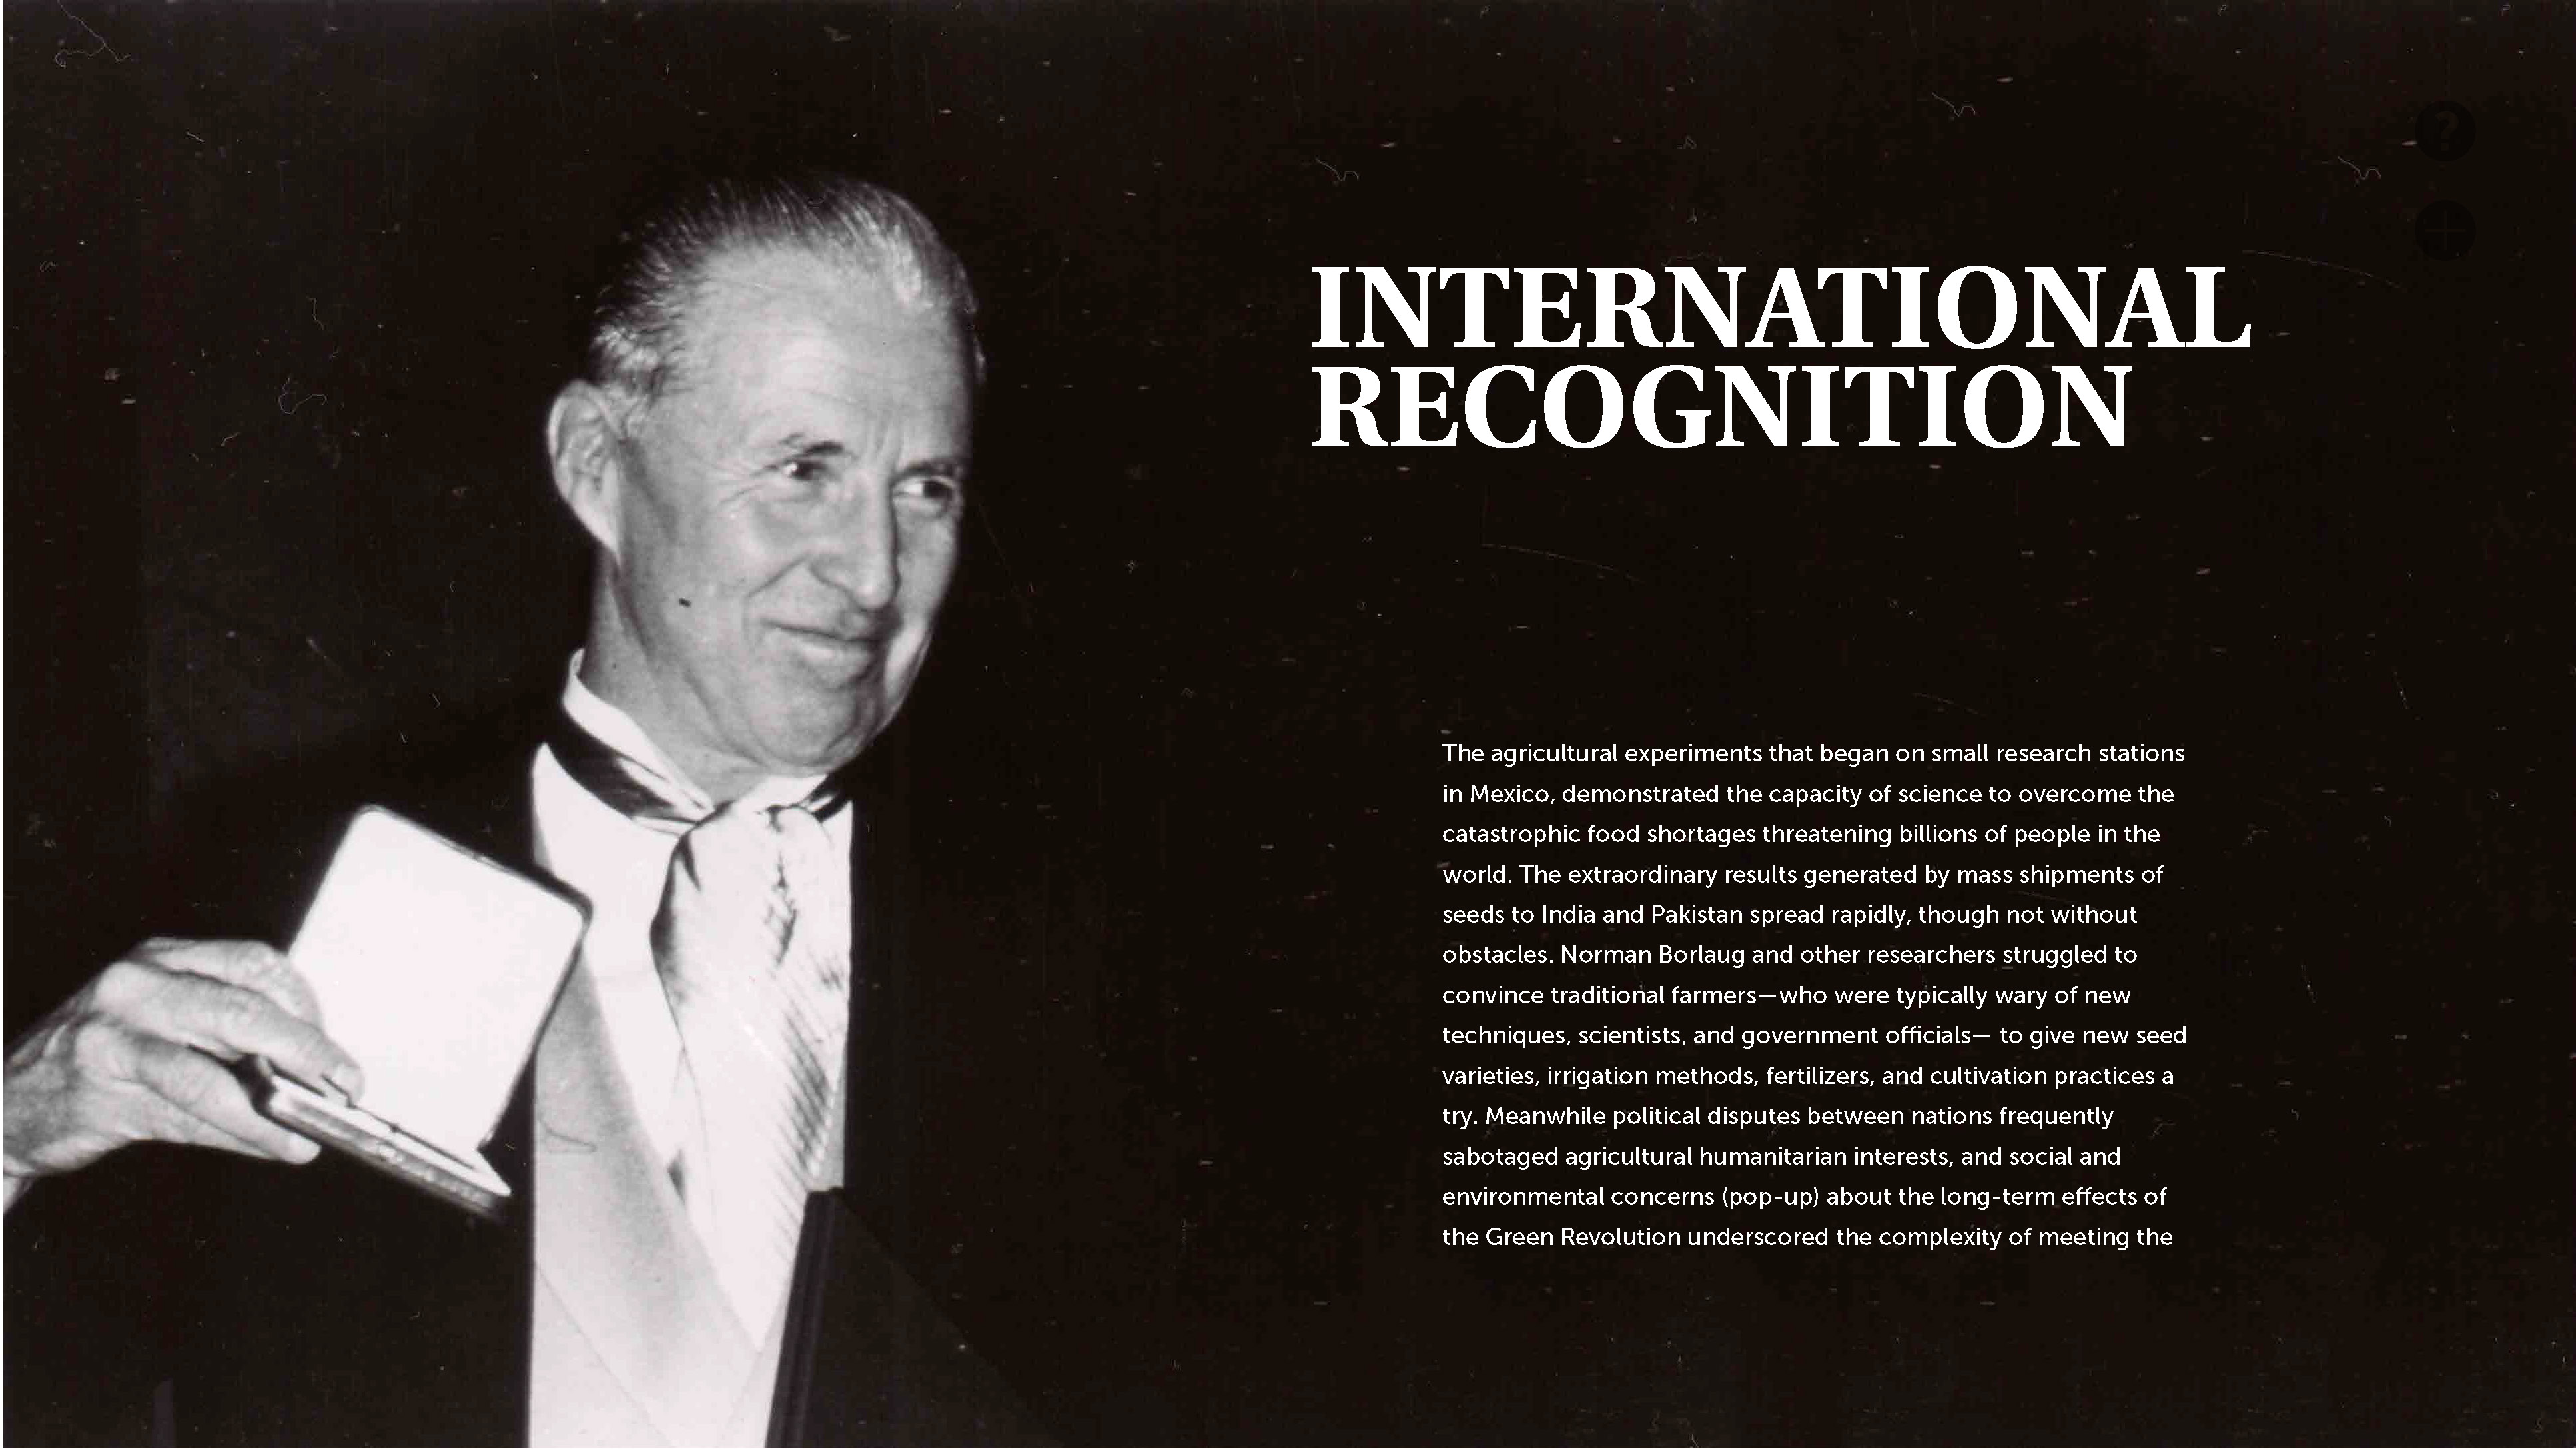 INTERNATIONAL
RECOGNITION
The agricultural experiments that began on small research stations
in Mexico, demonstrated the capacity of science to overcome the
catastrophic food shortages threatening billions of people in the
world. The extraordinary results generated by mass shipments of
seeds to India and Pakistan spread rapidly, though not without
obstacles. Norman Borlaug and other researchers struggled to
convince traditional farmers—who were typically wary of new
techniques, scientists, and government officials— to give new seed
varieties, irrigation methods, fertilizers, and cultivation practices a
try. Meanwhile political disputes between nations frequently
sabotaged agricultural humanitarian interests, and social and
environmental concerns (pop-up) about the long-term effects of
the Green Revolution underscored the complexity of meeting the